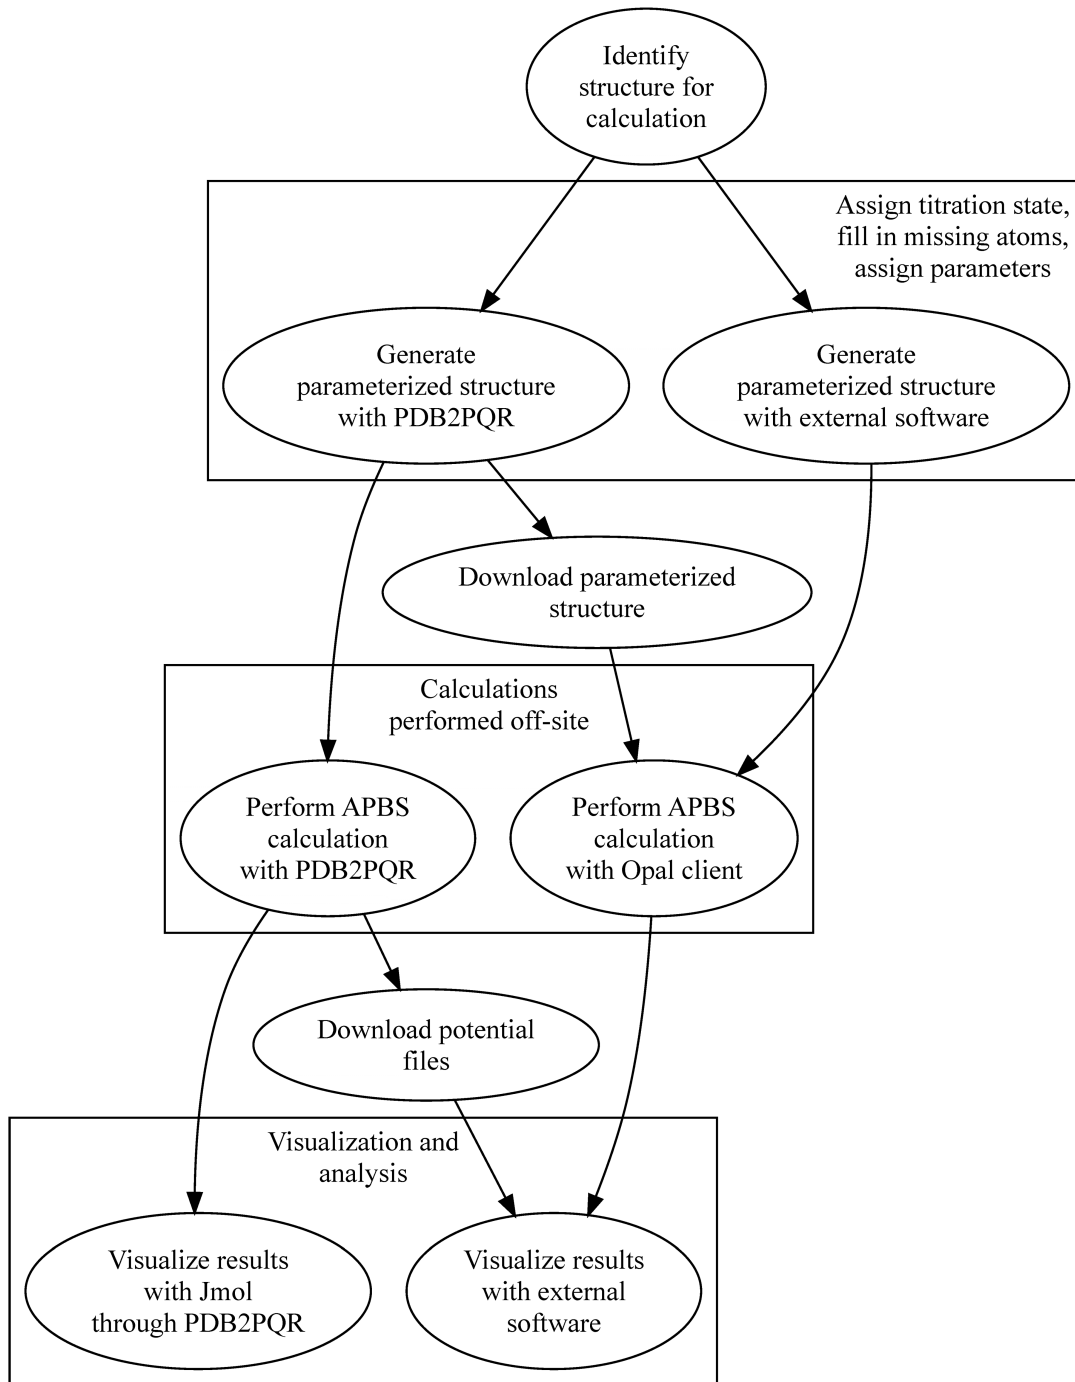 Identify
structure for
calculation
Assign titration state,
fill in missing atoms,
assign parameters
Generate
parameterized structure
with PDB2PQR
Generate
parameterized structure
with external software
Download parameterized
structure
Calculations
performed off-site
Perform APBS
calculation
with PDB2PQR
Perform APBS
calculation
with Opal client
Download potential
files
Visualization and
analysis
Visualize results
with Jmol
through PDB2PQR
Visualize results
with external
software